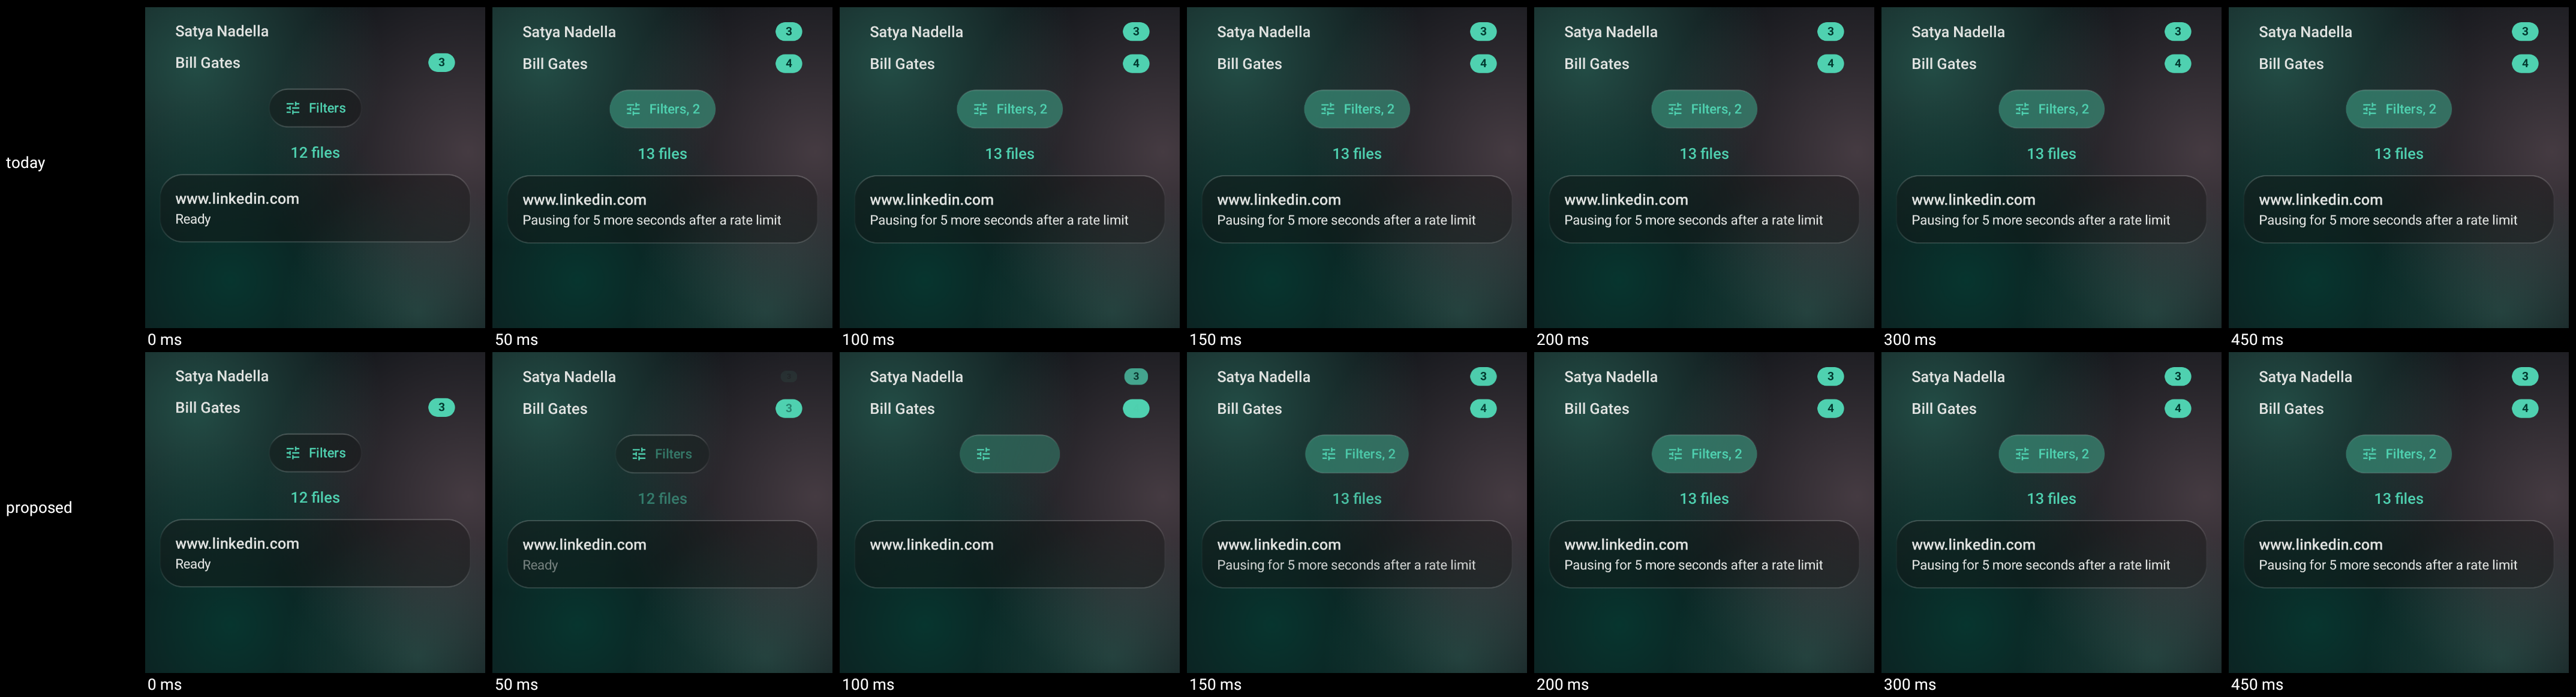 today
Satya Nadella
Bill Gates 3
Filters
12 files
www.linkedin.com
Ready
0 ms
Satya Nadella 3
Bill Gates 4
Filters, 2
13 files
www.linkedin.com
Pausing for 5 more seconds after a rate limit
50 ms
Satya Nadella 3
Bill Gates 4
Filters, 2
13 files
www.linkedin.com
Pausing for 5 more seconds after a rate limit
100 ms
Satya Nadella 3
Bill Gates 4
Filters, 2
13 files
www.linkedin.com
Pausing for 5 more seconds after a rate limit
150 ms
Satya Nadella 3
Bill Gates 4
Filters, 2
13 files
www.linkedin.com
Pausing for 5 more seconds after a rate limit
200 ms
Satya Nadella 3
Bill Gates 4
Filters, 2
13 files
www.linkedin.com
Pausing for 5 more seconds after a rate limit
300 ms
Satya Nadella 3
Bill Gates 4
Filters, 2
13 files
www.linkedin.com
Pausing for 5 more seconds after a rate limit
450 ms
proposed
Satya Nadella
Bill Gates 3
Filters
12 files
www.linkedin.com
Ready
0 ms
Satya Nadella
Bill Gates 3
Filters
12 files
www.linkedin.com
Ready
50 ms
Satya Nadella 3
Bill Gates
www.linkedin.com
100 ms
Satya Nadella 3
Bill Gates 4
Filters, 2
13 files
www.linkedin.com
Pausing for 5 more seconds after a rate limit
150 ms
Satya Nadella 3
Bill Gates 4
Filters, 2
13 files
www.linkedin.com
Pausing for 5 more seconds after a rate limit
200 ms
Satya Nadella 3
Bill Gates 4
Filters, 2
13 files
www.linkedin.com
Pausing for 5 more seconds after a rate limit
300 ms
Satya Nadella 3
Bill Gates 4
Filters, 2
13 files
www.linkedin.com
Pausing for 5 more seconds after a rate limit
450 ms